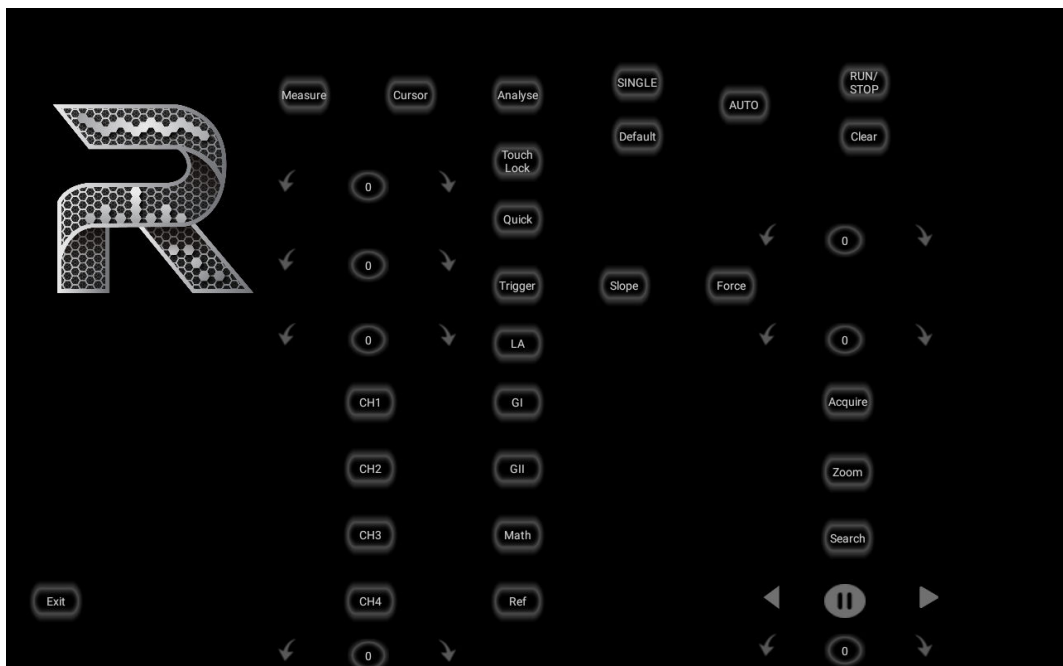 SINGLE
RUN/
STOP
Measure
Cursor
Analyse
AUTO
Default
Clear
Touch
Lock
0
Quick
0
0
Trigger
Slope
Force
0
LA
0
CH1
GI
Acquire
CH2
GII
Zoom
CH3
Math
Search
Exit
CH4
Ref
0
0